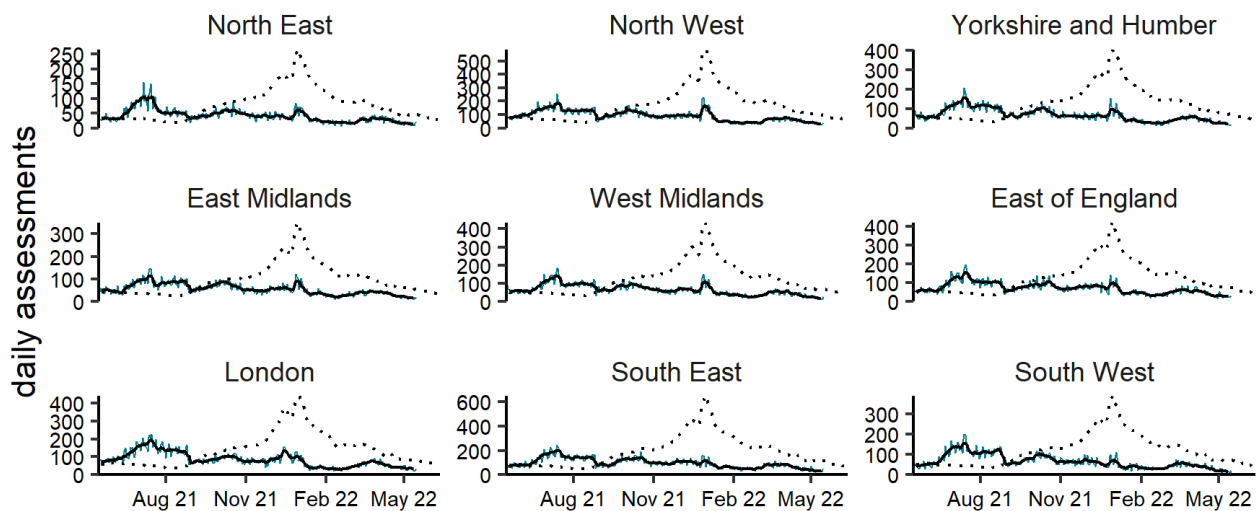 North East
North West
Yorkshire and Humber
250
200
150
100
50
0
500
400
300
200
100
0
400
300
200
100
0
East Midlands
West Midlands
East of England
300
200
100
0
400
300
200
100
0
400
300
200
100
0
London
South East
South West
400
300
200
100
0
600
400
200
0
300
200
100
0
Aug 21
Nov 21
Feb 22
May 22
Aug 21
Nov 21
Feb 22
May 22
Aug 21
Nov 21
Feb 22
May 22
daily assessments